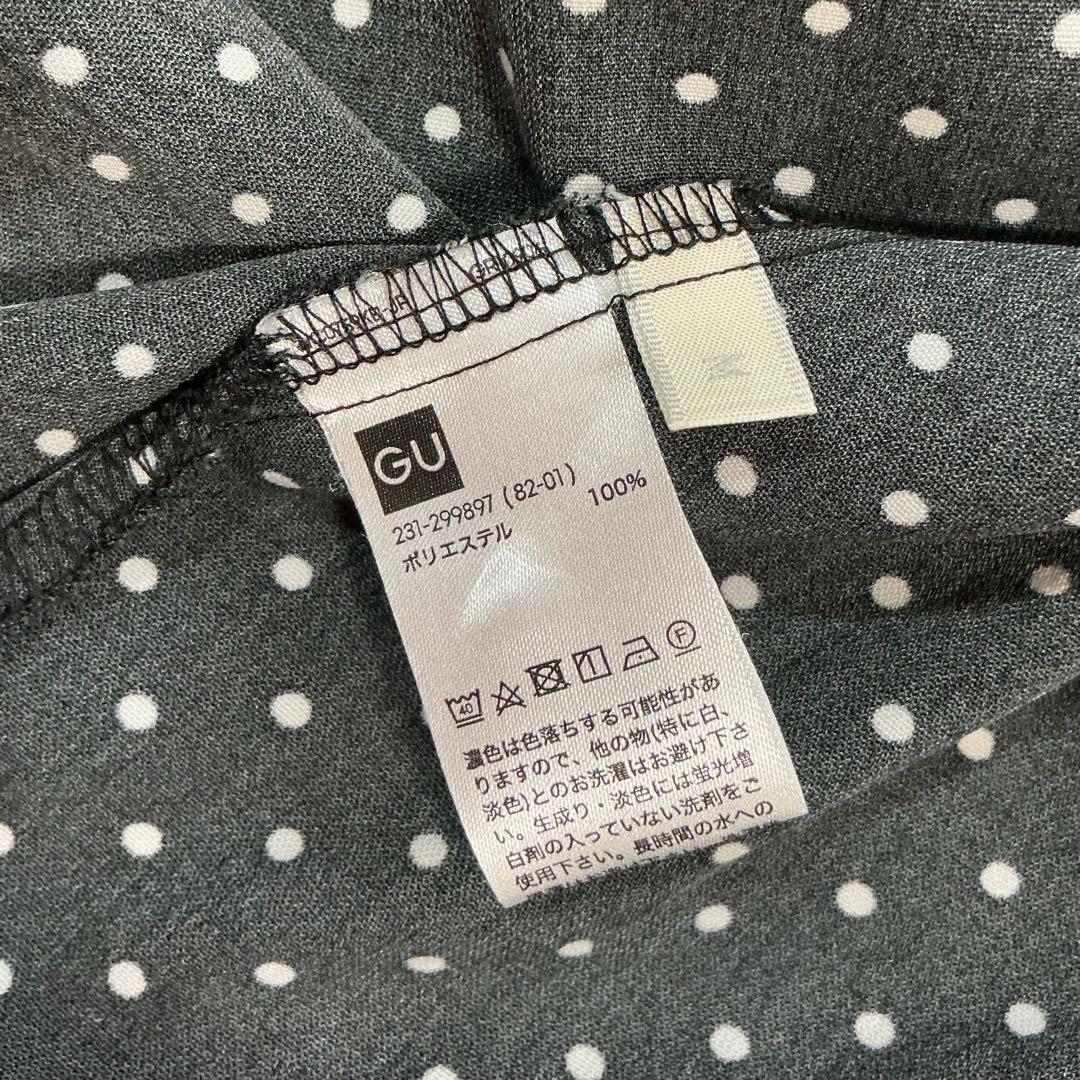 GU
231-299897 (82-01)
ポリエステル 100%
40
F
濃色は色落ちする可能性があ
りますので、他の物(特に白、
淡色)とのお洗濯はお避け下さ
い。生成り・淡色には蛍光増
白剤の入っていない洗剤をご
使用下さい。長時間の水への